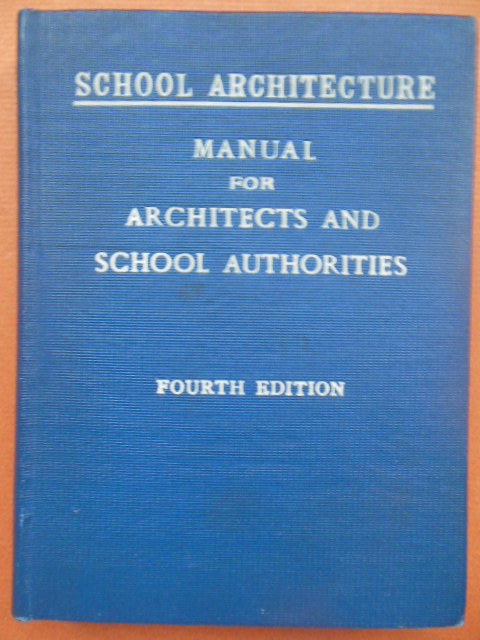 SCHOOL ARCHITECTURE
MANUAL
FOR
ARCHITECTS AND
SCHOOL AUTHORITIES
FOURTH EDITION